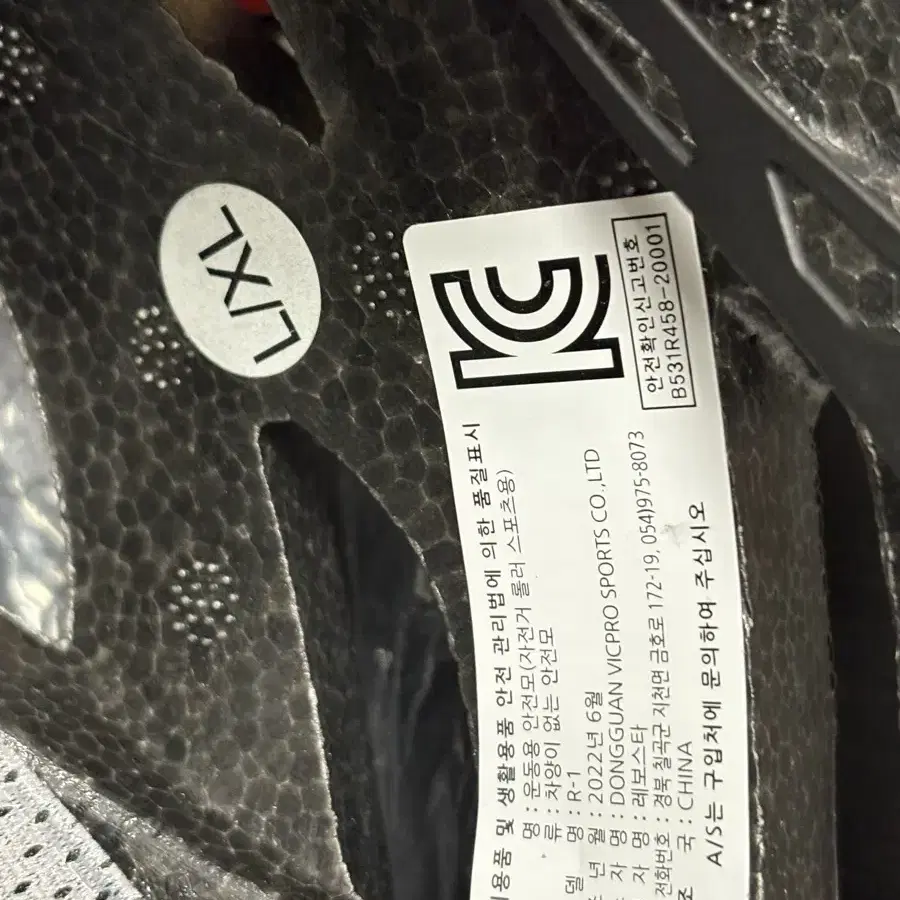 L/XL
KC
안전확인신고번호
B531R458-20001
용품 및 생활용품 안전 관리법에 의한 품질표시
명 : 운동용 안전모(자전거 롤러 스포츠용)
류 : 차양이 없는 안전모
델 명 : R-1
년 월 : 2022년 6월
자 명 : DONGGUAN VICPRO SPORTS CO.,LTD
자 명 : 레보스타
전화번호 : 경북 칠곡군 지천면 금호로 172-19, 054)975-8073
조 국 : CHINA
A/S는 구입처에 문의하여 주십시오